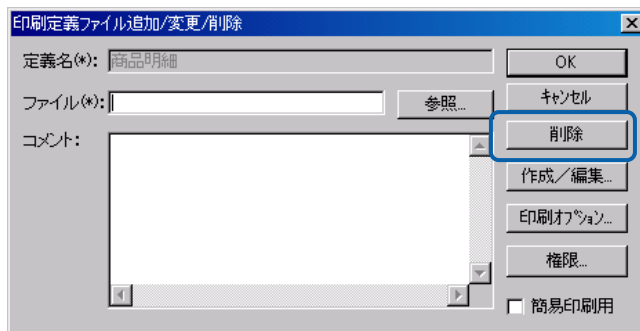 印刷定義ファイル追加/変更/削除
定義名(*): 商品明細
OK
ファイル(*):
参照...
キャンセル
コメント:
削除
作成／編集...
印刷オプション...
権限...
簡易印刷用